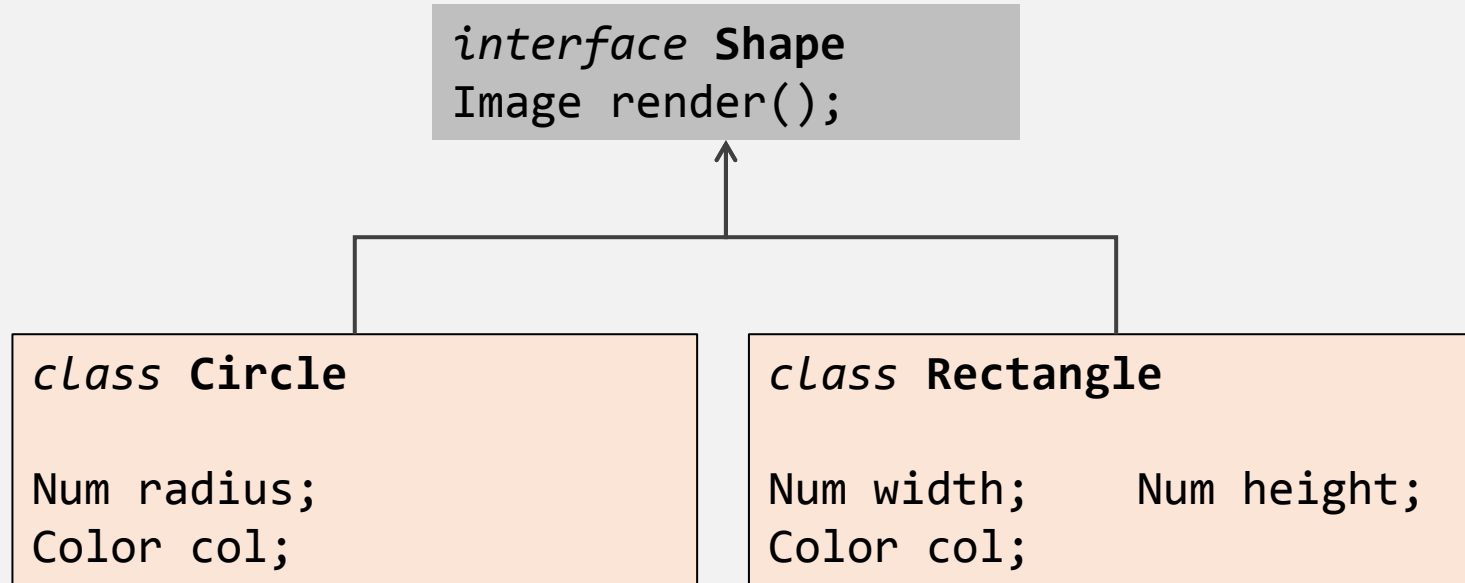 interface Shape
Image render();
class Circle
Num radius;
Color col;
class Rectangle
Num width; Num height;
Color col;